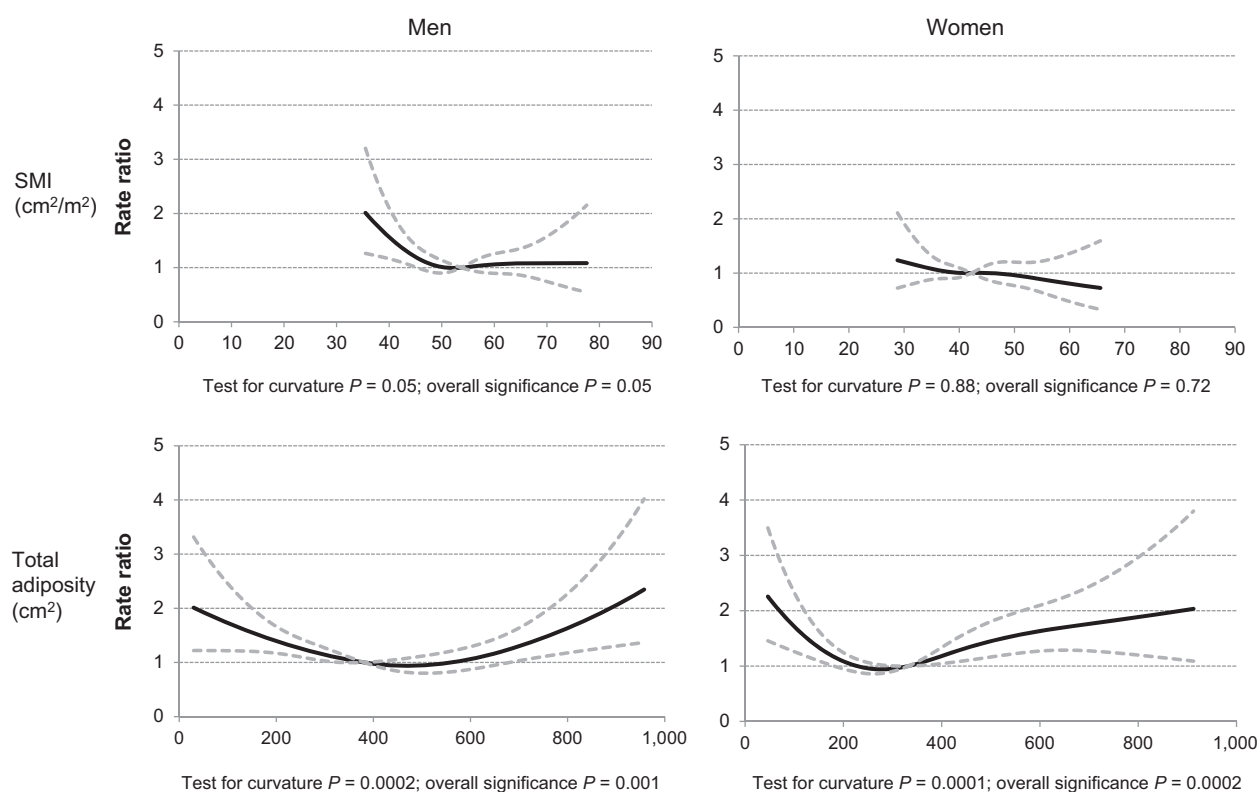 Men
Women
SMI
(cm²/m²)
Rate ratio
5
4
3
2
1
0
0 10 20 30 40 50 60 70 80 90
Test for curvature P = 0.05; overall significance P = 0.05
5
4
3
2
1
0
0 10 20 30 40 50 60 70 80 90
Test for curvature P = 0.88; overall significance P = 0.72
Total
adiposity
(cm²)
Rate ratio
5
4
3
2
1
0
0 200 400 600 800 1,000
Test for curvature P = 0.0002; overall significance P = 0.001
5
4
3
2
1
0
0 200 400 600 800 1,000
Test for curvature P = 0.0001; overall significance P = 0.0002